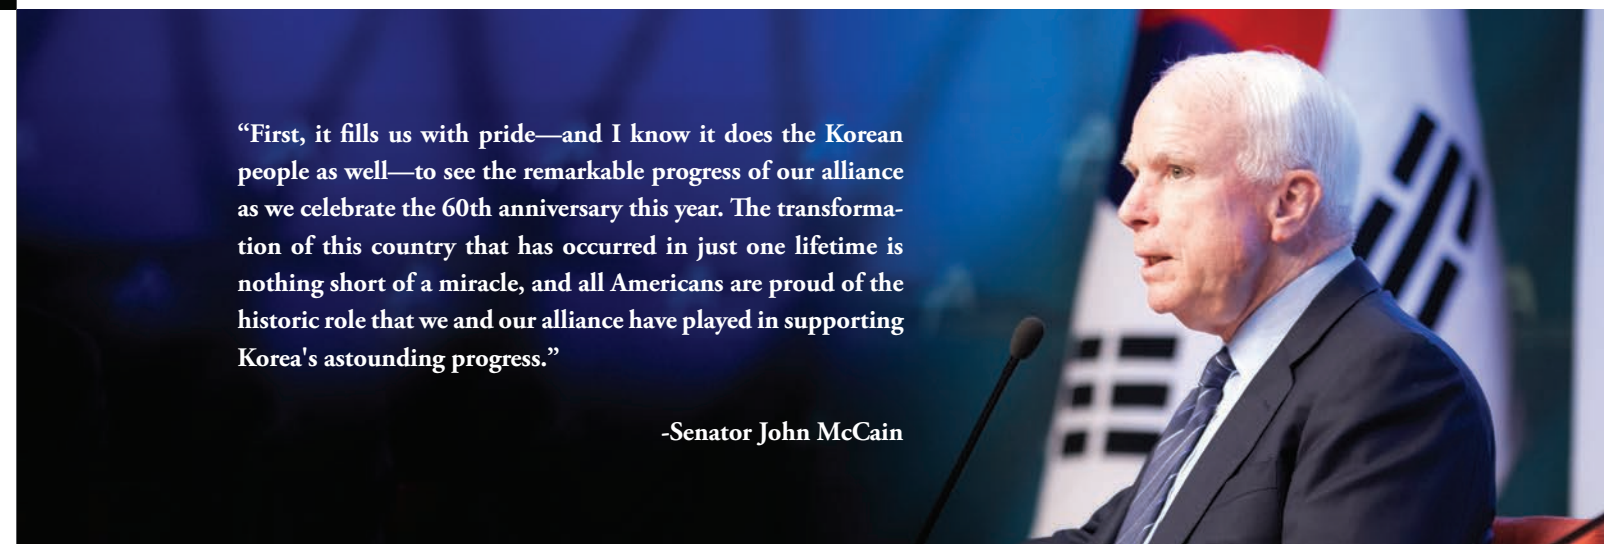 “First, it fills us with pride—and I know it does the Korean
people as well—to see the remarkable progress of our alliance
as we celebrate the 60th anniversary this year. The transforma-
tion of this country that has occurred in just one lifetime is
nothing short of a miracle, and all Americans are proud of the
historic role that we and our alliance have played in supporting
Korea's astounding progress.”
-Senator John McCain